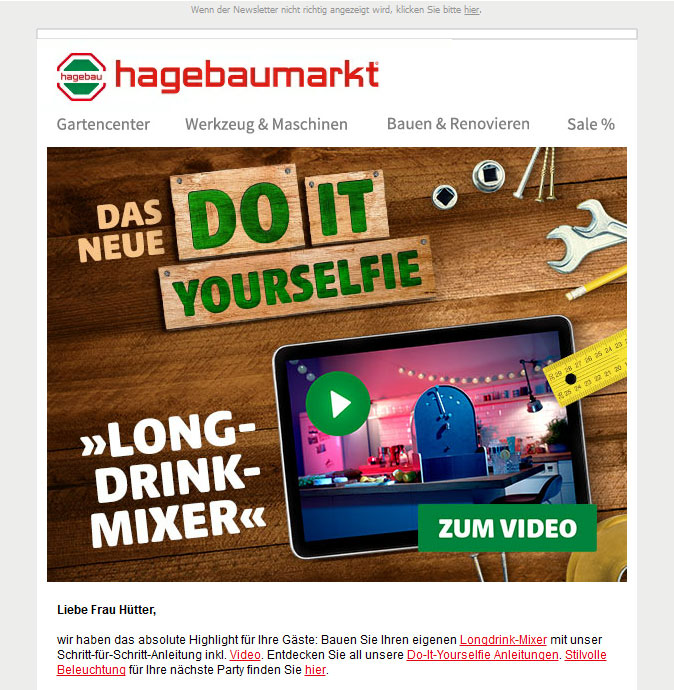 Wenn der Newsletter nicht richtig angezeigt wird, klicken Sie bitte hier.
hagebau hagebaumarkt®
Gartencenter Werkzeug & Maschinen Bauen & Renovieren Sale %
DAS
NEUE
DO IT
YOURSELFIE
»LONG-
DRINK-
MIXER«
ZUM VIDEO
Liebe Frau Hütter,
wir haben das absolute Highlight für Ihre Gäste: Bauen Sie Ihren eigenen Longdrink-Mixer mit unser
Schritt-für-Schritt-Anleitung inkl. Video. Entdecken Sie all unsere Do-It-Yourselfie Anleitungen. Stilvolle
Beleuchtung für Ihre nächste Party finden Sie hier.